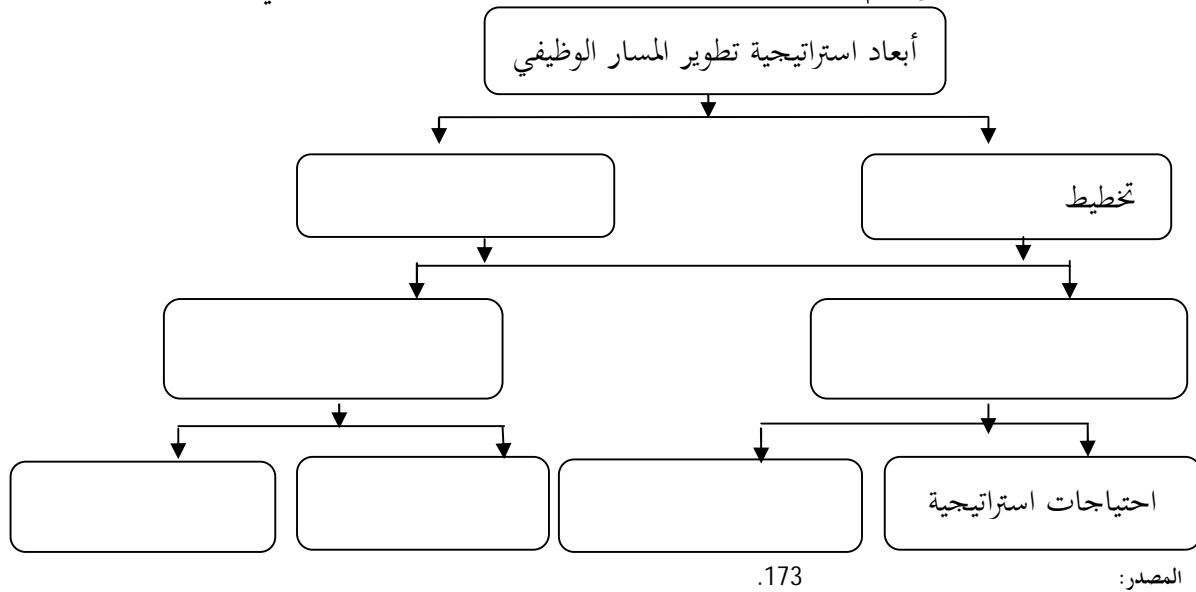 أبعاد استراتيجية تطوير المسار الوظيفي
تخطيط
احتياجات استراتيجية
المصدر: 173.